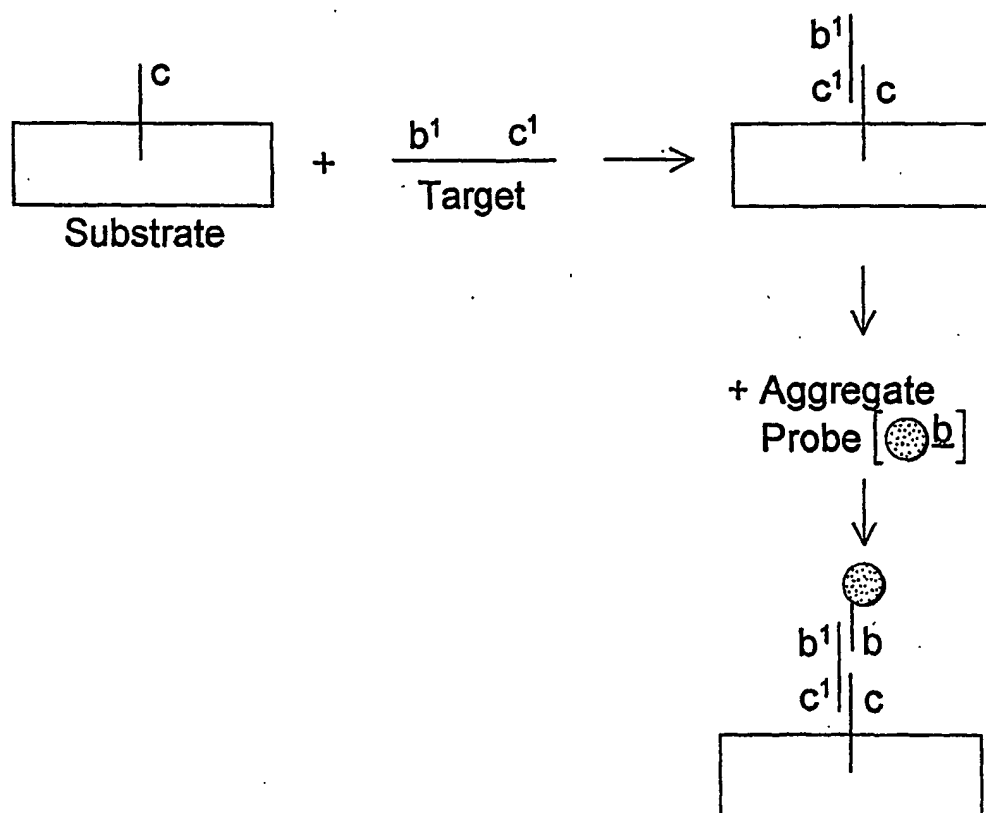 c
Substrate
+
b¹ c¹
Target
b¹
c¹ c
+ Aggregate
Probe [b]
b¹ b
c¹ c